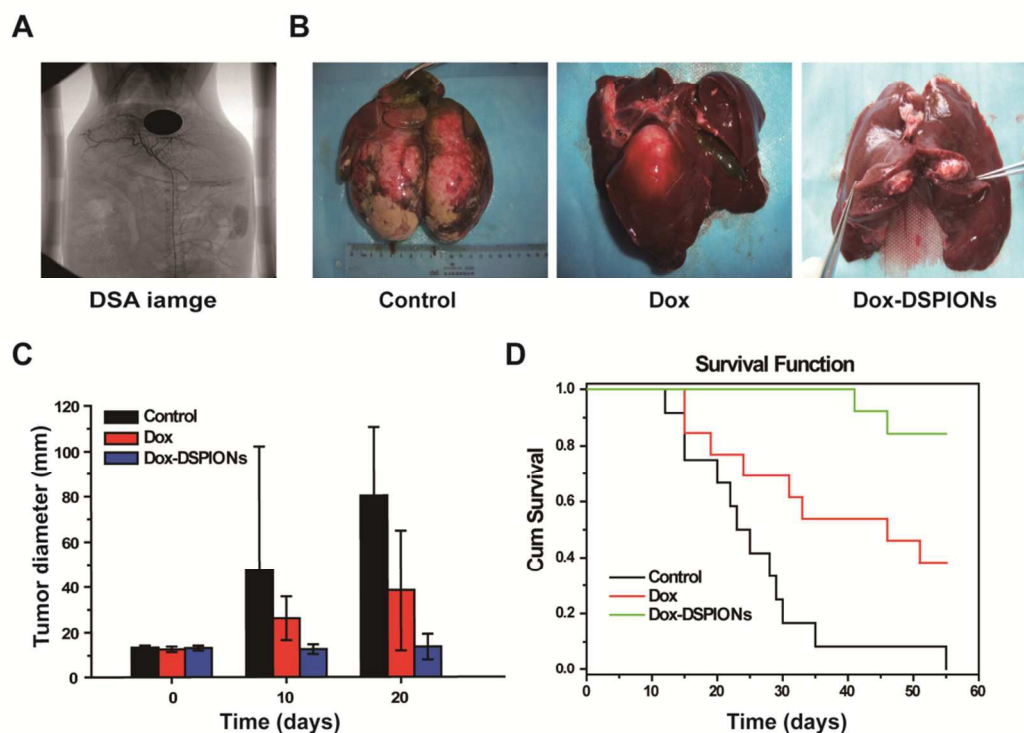 A
B
DSA iamge
Control
Dox
Dox-DSPIONs
C
D
Control
Dox
Dox-DSPIONs
Tumor diameter (mm)
120
100
80
60
40
20
0
0
10
20
Time (days)
Survival Function
Cum Survival
1.0
0.8
0.6
0.4
0.2
0.0
Control
Dox
Dox-DSPIONs
0
10
20
30
40
50
60
Time (days)